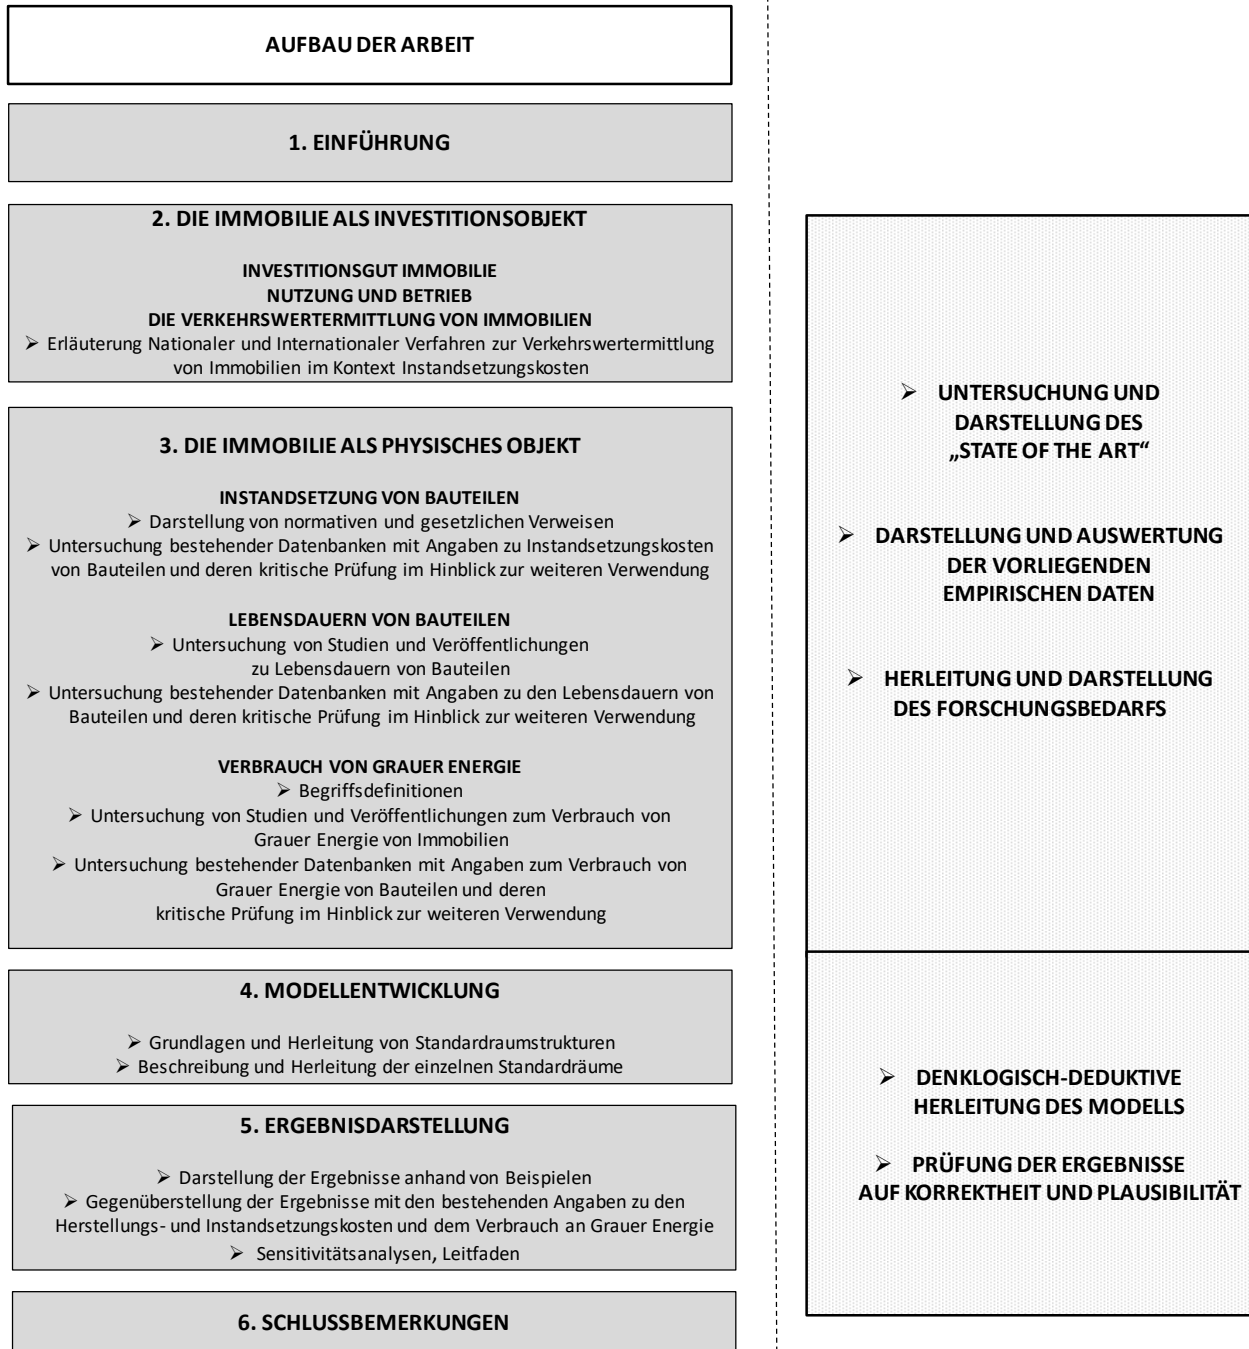 AUFBAU DER ARBEIT
1. EINFÜHRUNG
2. DIE IMMOBILIE ALS INVESTITIONSOBJEKT
INVESTITIONSGUT IMMOBILIE
NUTZUNG UND BETRIEB
DIE VERKEHRSWERTERMITTLUNG VON IMMOBILIEN
➢ Erläuterung Nationaler und Internationaler Verfahren zur Verkehrswertermittlung
von Immobilien im Kontext Instandsetzungskosten
3. DIE IMMOBILIE ALS PHYSISCHES OBJEKT
INSTANDSETZUNG VON BAUTEILEN
➢ Darstellung von normativen und gesetzlichen Verweisen
➢ Untersuchung bestehender Datenbanken mit Angaben zu Instandsetzungskosten
von Bauteilen und deren kritische Prüfung im Hinblick zur weiteren Verwendung
LEBENSDAUERN VON BAUTEILEN
➢ Untersuchung von Studien und Veröffentlichungen
zu Lebensdauern von Bauteilen
➢ Untersuchung bestehender Datenbanken mit Angaben zu den Lebensdauern von
Bauteilen und deren kritische Prüfung im Hinblick zur weiteren Verwendung
VERBRAUCH VON GRAUER ENERGIE
➢ Begriffsdefinitionen
➢ Untersuchung von Studien und Veröffentlichungen zum Verbrauch von
Grauer Energie von Immobilien
➢ Untersuchung bestehender Datenbanken mit Angaben zum Verbrauch von
Grauer Energie von Bauteilen und deren
kritische Prüfung im Hinblick zur weiteren Verwendung
4. MODELLENTWICKLUNG
➢ Grundlagen und Herleitung von Standardraumstrukturen
➢ Beschreibung und Herleitung der einzelnen Standardräume
5. ERGEBNISDARSTELLUNG
➢ Darstellung der Ergebnisse anhand von Beispielen
➢ Gegenüberstellung der Ergebnisse mit den bestehenden Angaben zu den
Herstellungs- und Instandsetzungskosten und dem Verbrauch an Grauer Energie
➢ Sensitivitätsanalysen, Leitfaden
6. SCHLUSSBEMERKUNGEN
➢ UNTERSUCHUNG UND
DARSTELLUNG DES
„STATE OF THE ART“
➢ DARSTELLUNG UND AUSWERTUNG
DER VORLIEGENDEN
EMPIRISCHEN DATEN
➢ HERLEITUNG UND DARSTELLUNG
DES FORSCHUNGSBEDARFS
➢ DENKLOGISCH-DEDUKTIVE
HERLEITUNG DES MODELLS
➢ PRÜFUNG DER ERGEBNISSE
AUF KORREKTHEIT UND PLAUSIBILITÄT